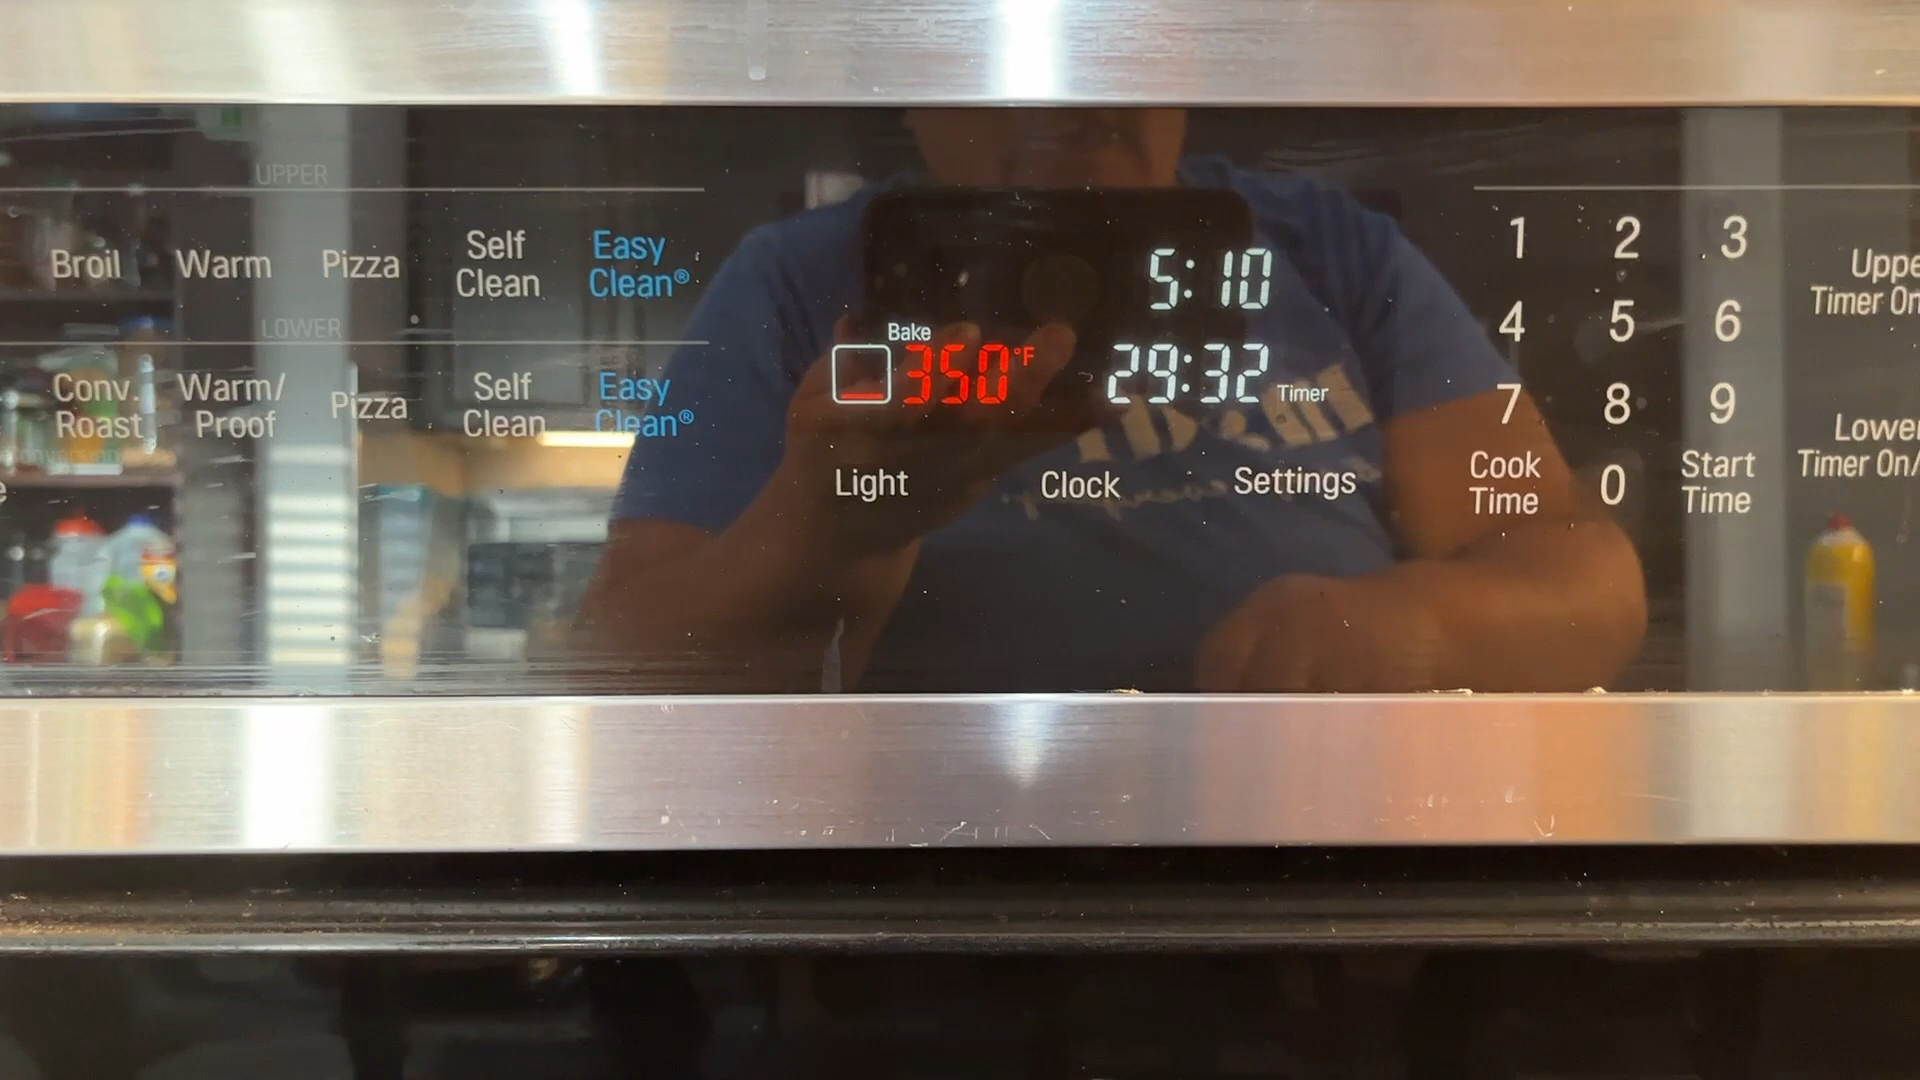 UPPER
Broil Warm Pizza Self Clean Easy Clean®
LOWER
Conv. Roast Warm/ Proof Pizza Self Clean Easy Clean®
5:10
Bake
350°F
29:32 Timer
Light Clock Settings
1 2 3
4 5 6
7 8 9
Cook Time 0 Start Time
Timer On
Timer On/